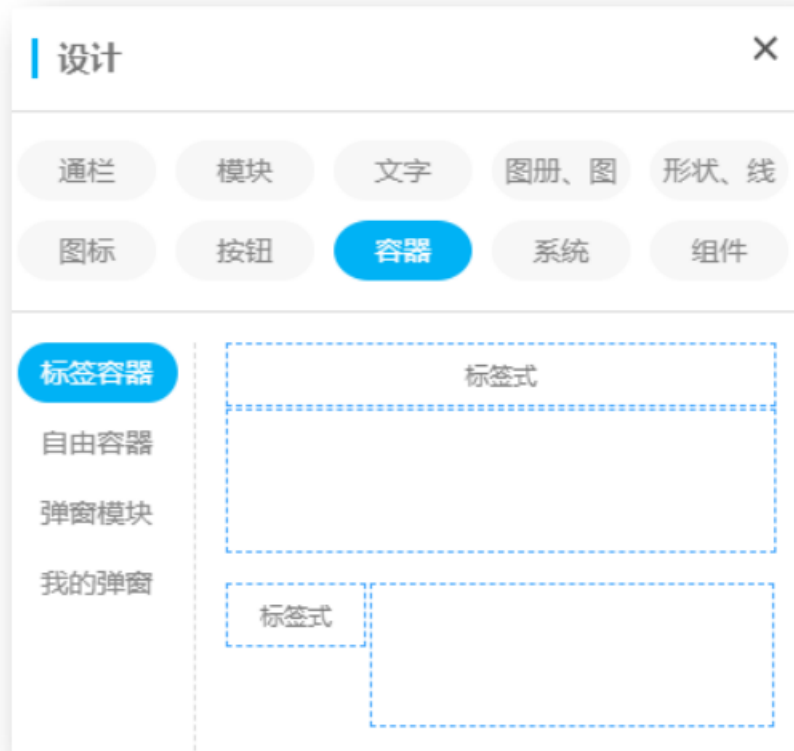 设计
通栏 模块 文字 图册、图 形状、线
图标 按钮 容器 系统 组件
标签容器
标签式
自由容器
弹窗模块
我的弹窗
标签式